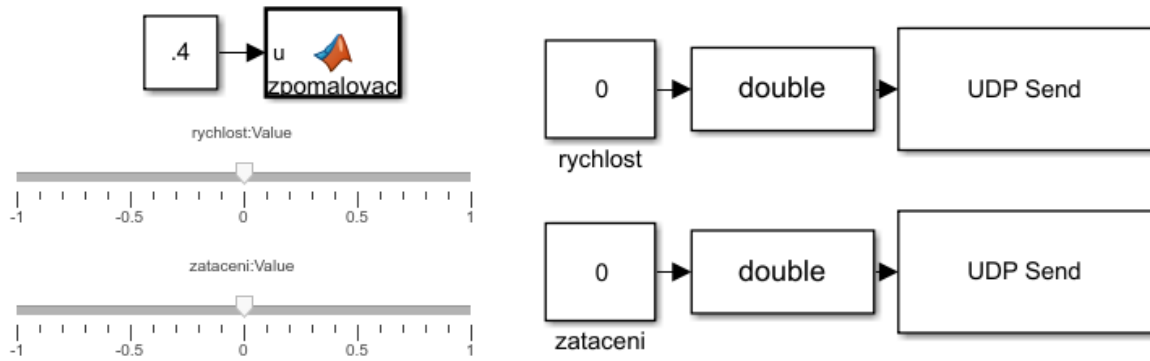 .4
u
zpomalovac
rychlost:Value
-1 -0.5 0 0.5 1
zataceni:Value
-1 -0.5 0 0.5 1
0 double UDP Send
rychlost
0 double UDP Send
zataceni